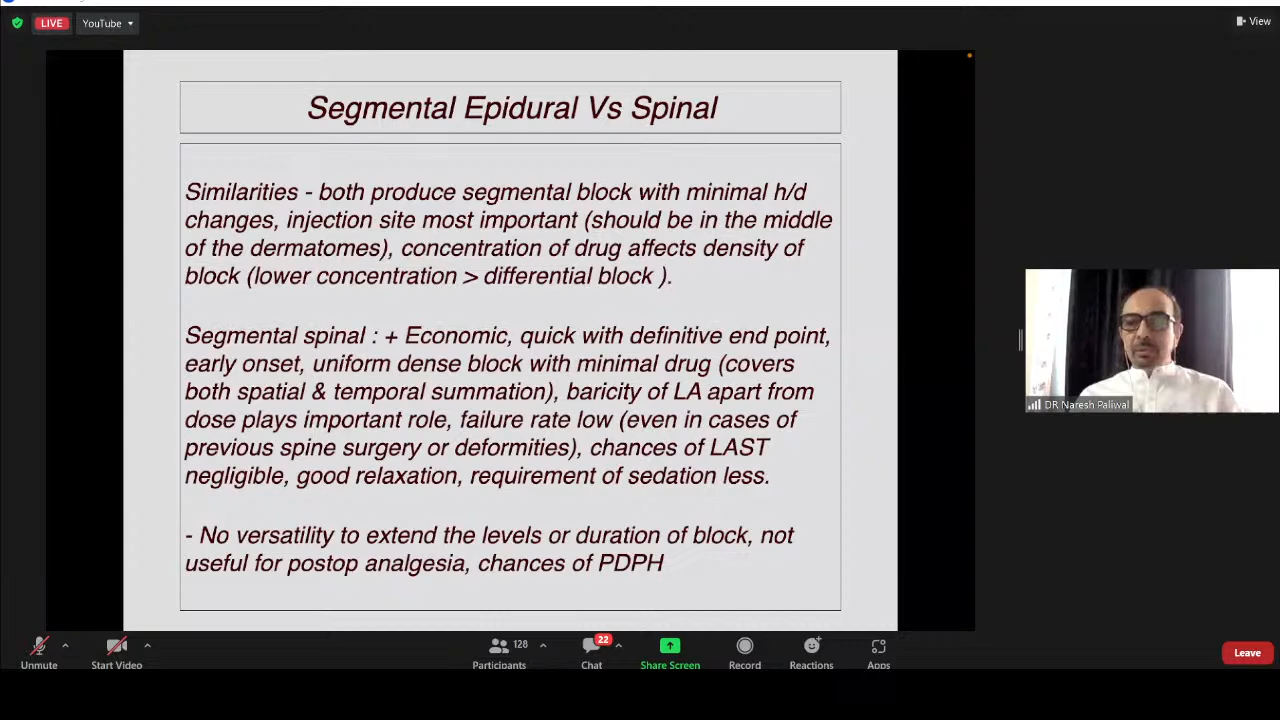 LIVE
YouTube
View
Segmental Epidural Vs Spinal
Similarities - both produce segmental block with minimal h/d
changes, injection site most important (should be in the middle
of the dermatomes), concentration of drug affects density of
block (lower concentration > differential block ).
Segmental spinal : + Economic, quick with definitive end point,
early onset, uniform dense block with minimal drug (covers
both spatial & temporal summation), baricity of LA apart from
dose plays important role, failure rate low (even in cases of
previous spine surgery or deformities), chances of LAST
negligible, good relaxation, requirement of sedation less.
- No versatility to extend the levels or duration of block, not
useful for postop analgesia, chances of PDPH
DR Naresh Paliwal
128
22
Unmute
Start Video
Participants
Chat
Share Screen
Record
Reactions
Apps
Leave